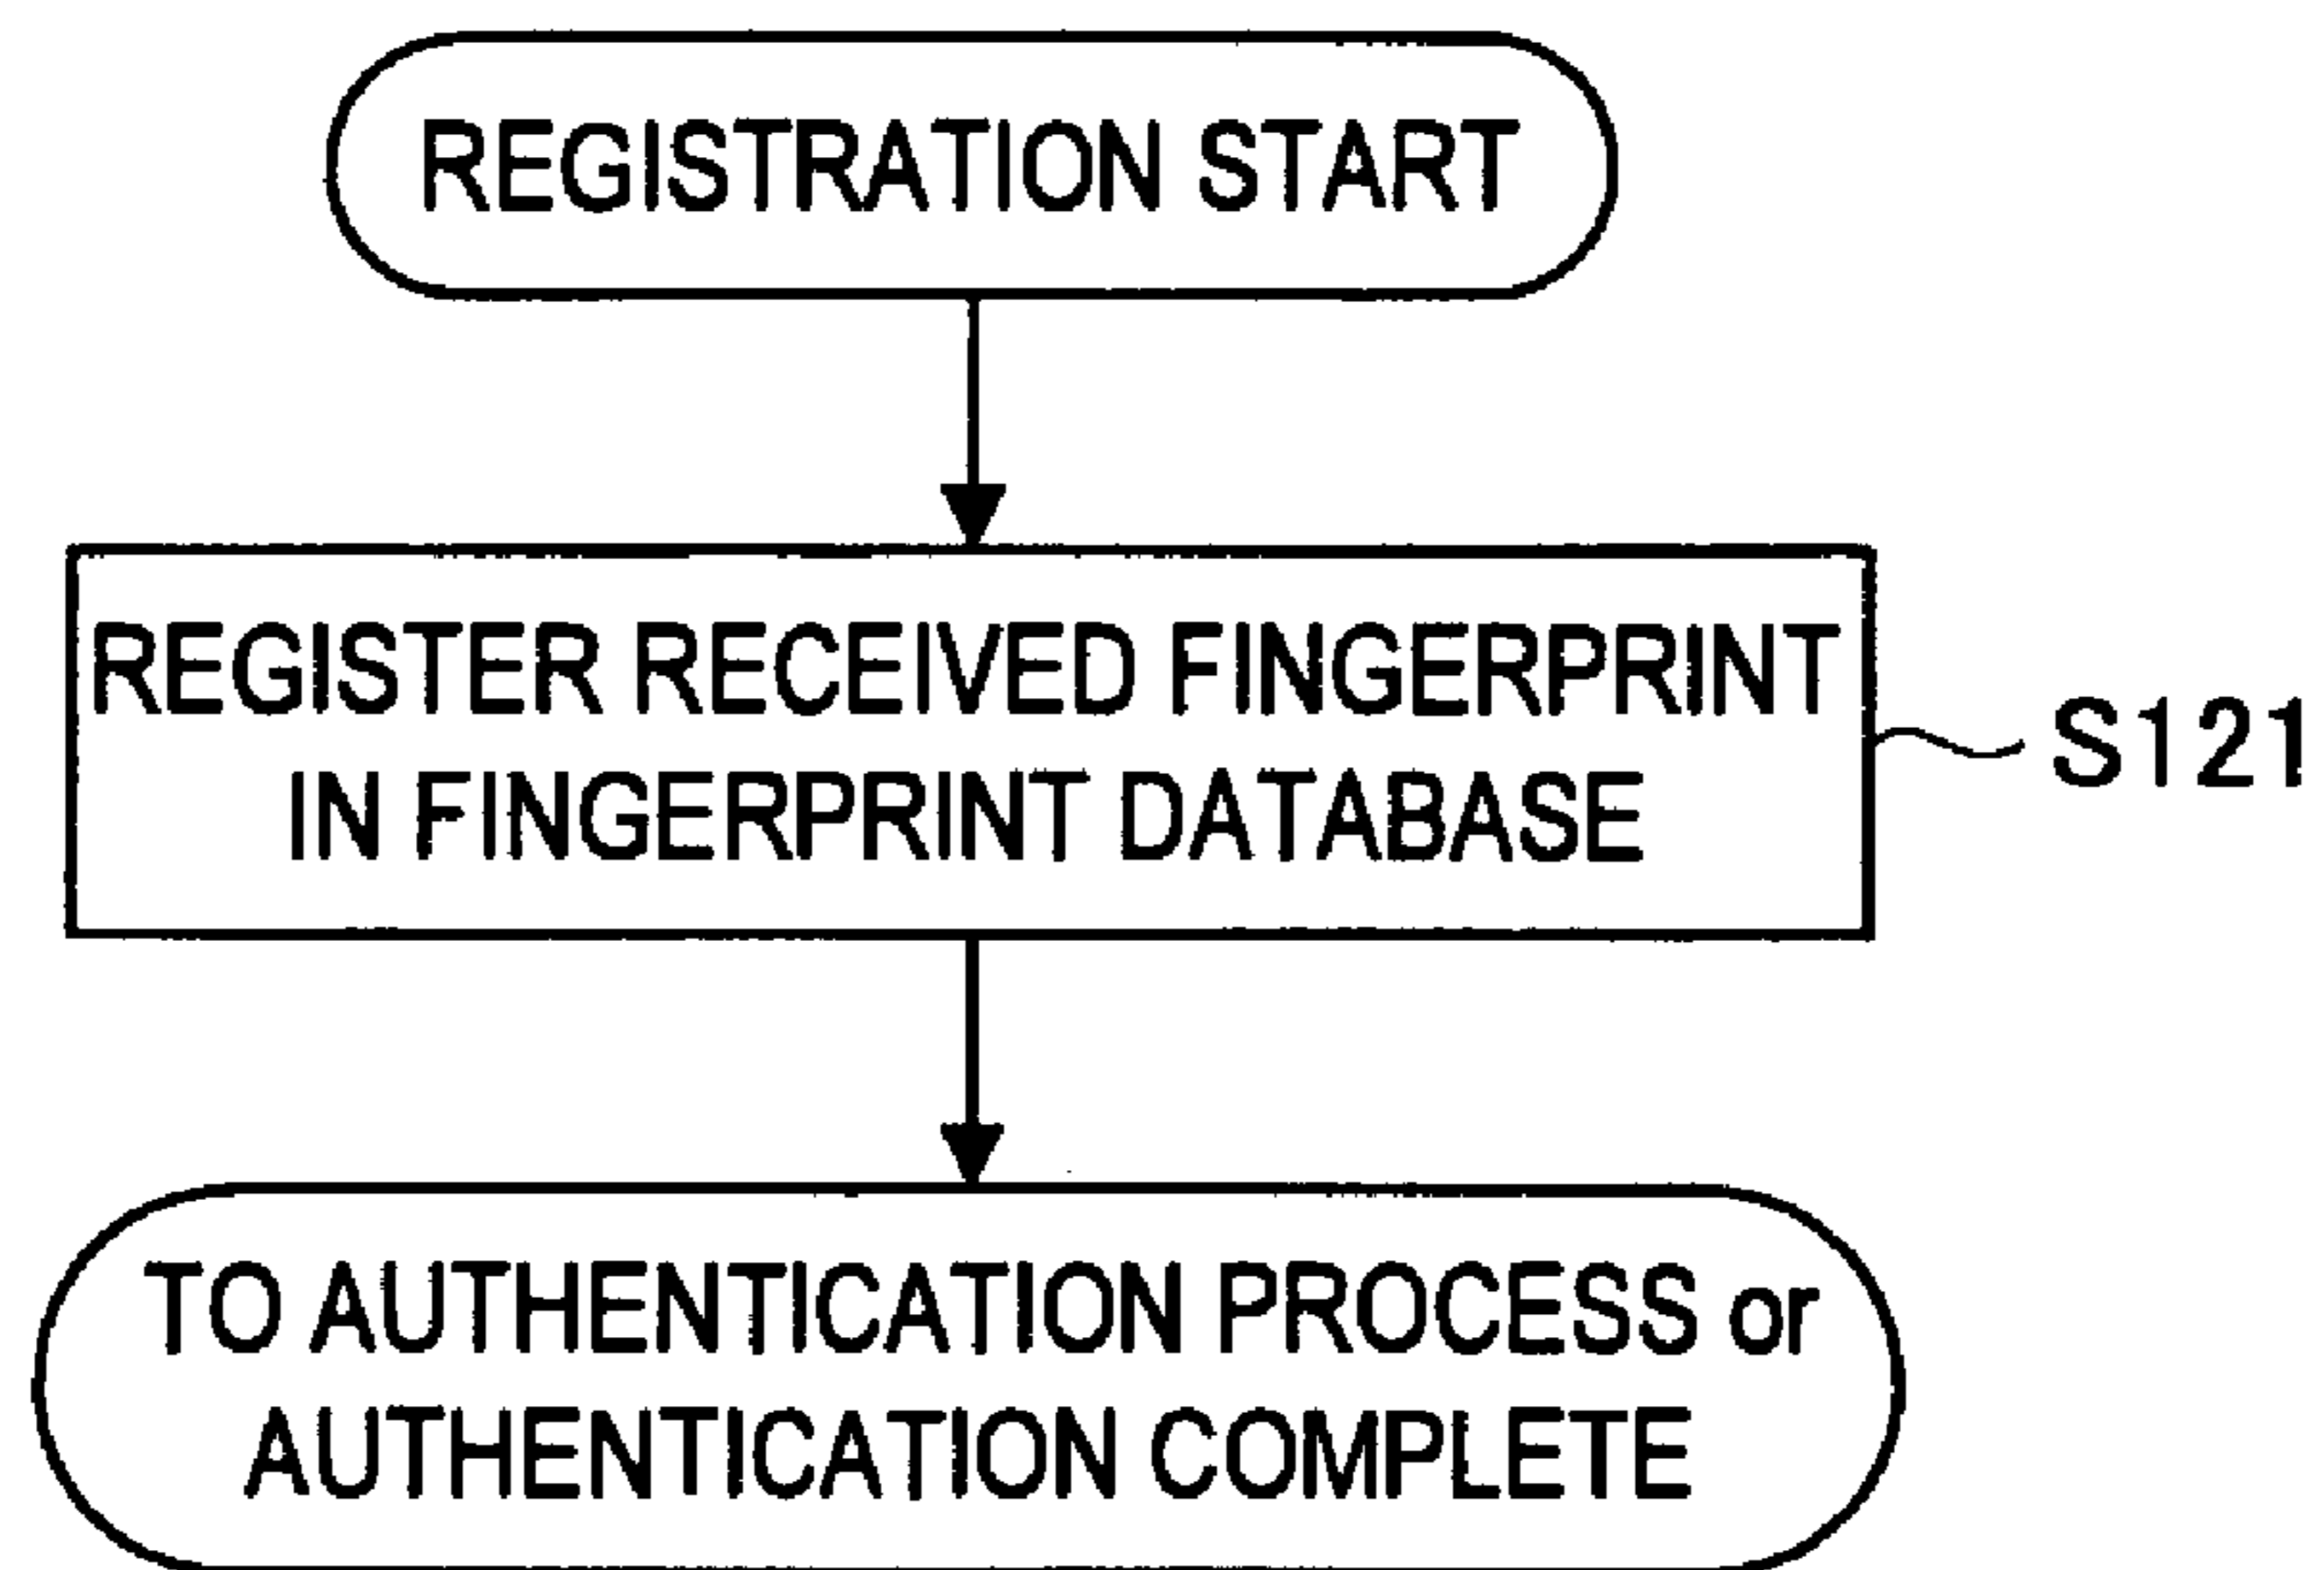 REGISTRATION START
REGISTER RECEIVED FINGERPRINT
IN FINGERPRINT DATABASE
S121
TO AUTHENTICATION PROCESS or
AUTHENTICATION COMPLETE